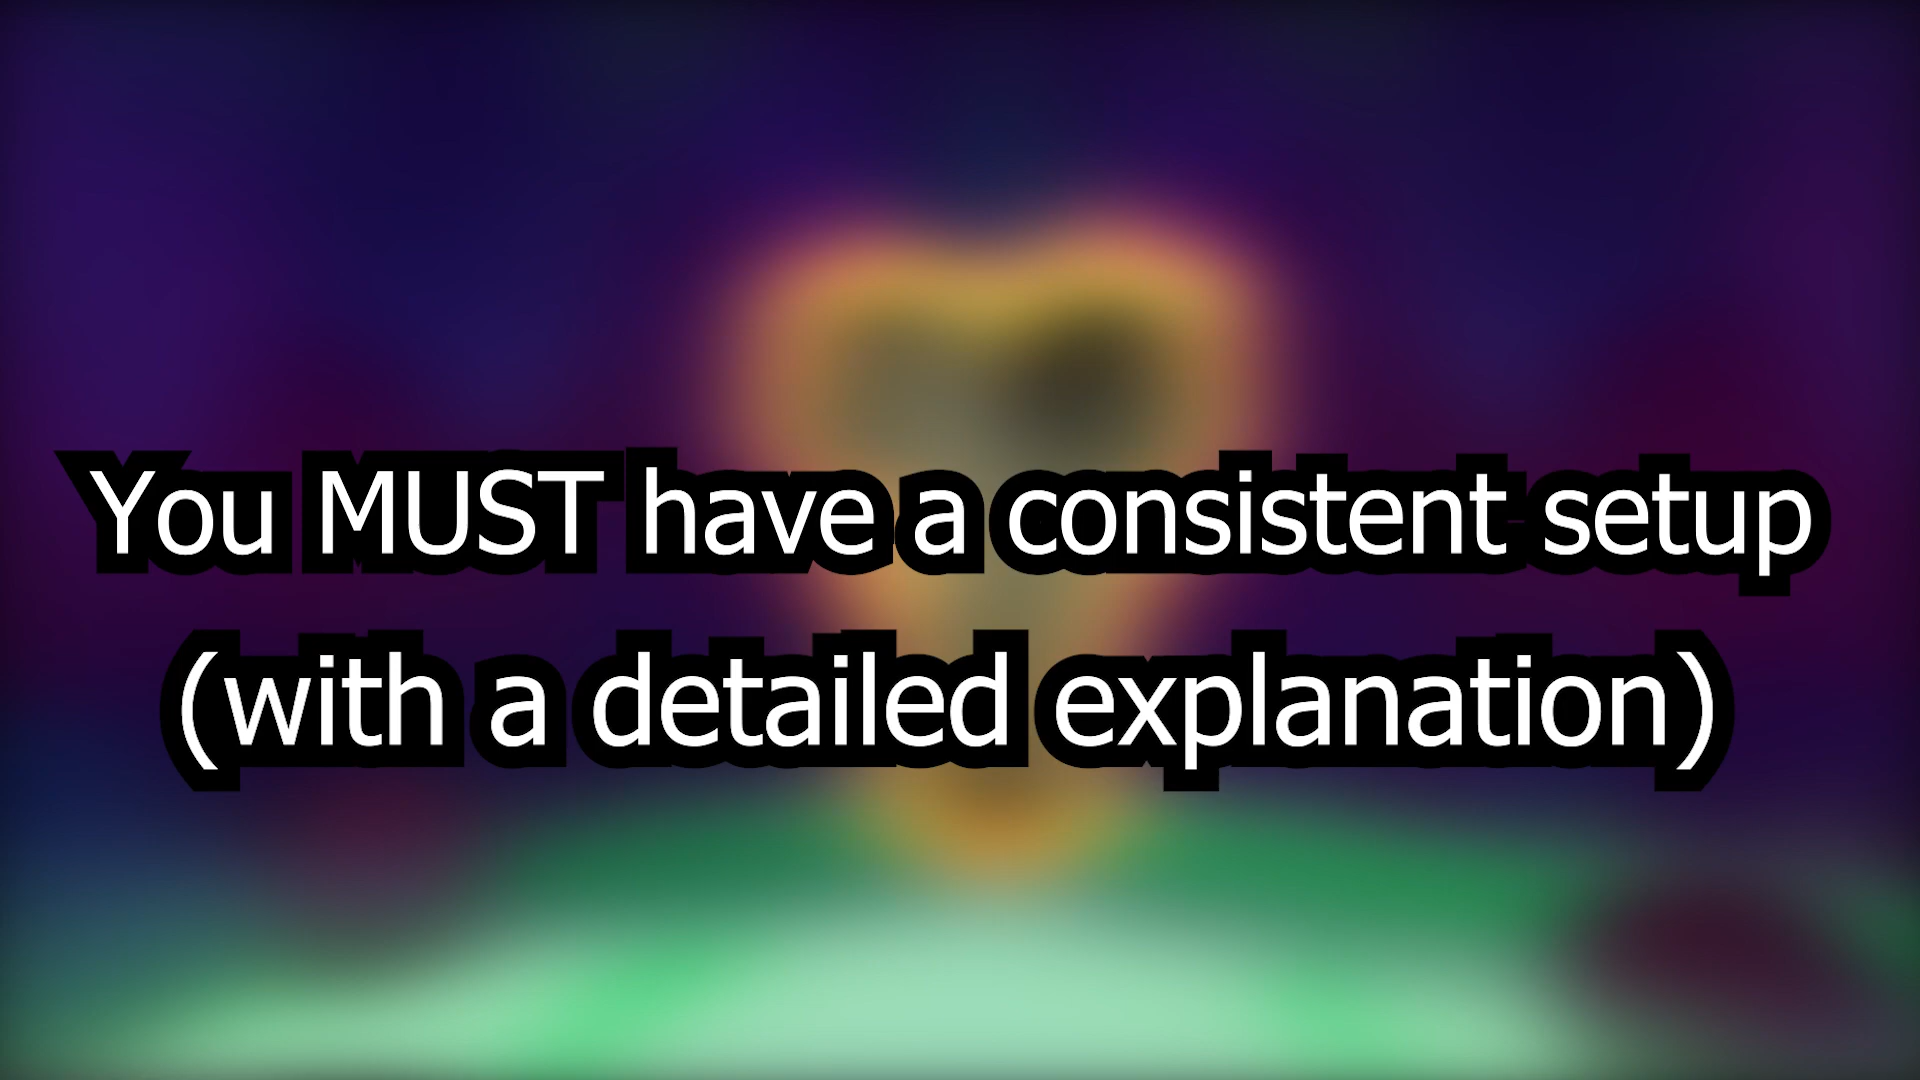 You MUST have a consistent setup
(with a detailed explanation)